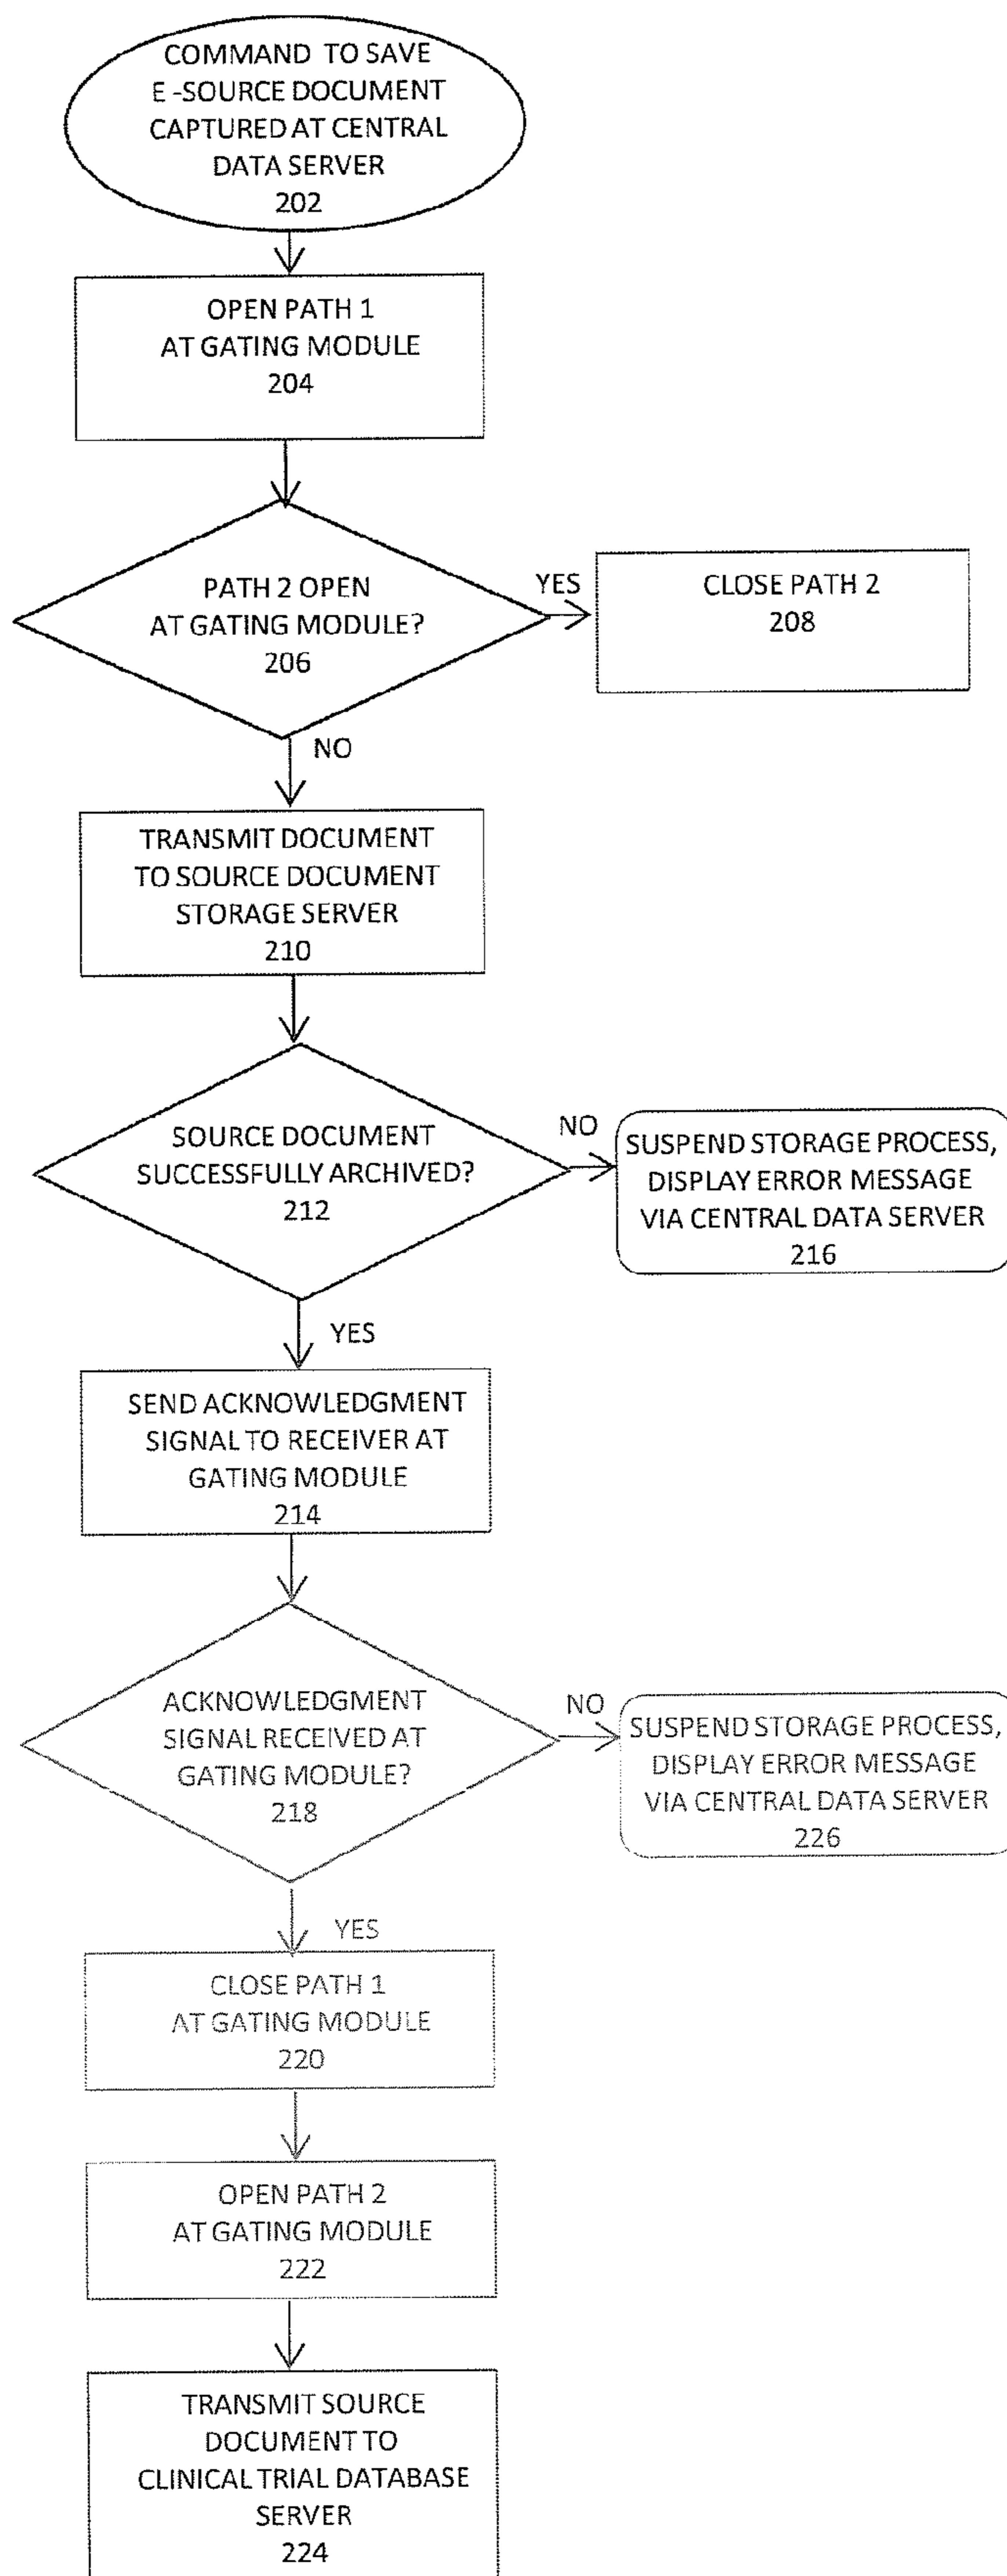 COMMAND TO SAVE
E -SOURCE DOCUMENT
CAPTURED AT CENTRAL
DATA SERVER
202
OPEN PATH 1
AT GATING MODULE
204
PATH 2 OPEN
AT GATING MODULE?
206
YES
CLOSE PATH 2
208
NO
TRANSMIT DOCUMENT
TO SOURCE DOCUMENT
STORAGE SERVER
210
SOURCE DOCUMENT
SUCCESSFULLY ARCHIVED?
212
NO
SUSPEND STORAGE PROCESS,
DISPLAY ERROR MESSAGE
VIA CENTRAL DATA SERVER
216
YES
SEND ACKNOWLEDGMENT
SIGNAL TO RECEIVER AT
GATING MODULE
214
ACKNOWLEDGMENT
SIGNAL RECEIVED AT
GATING MODULE?
218
NO
SUSPEND STORAGE PROCESS,
DISPLAY ERROR MESSAGE
VIA CENTRAL DATA SERVER
226
YES
CLOSE PATH 1
AT GATING MODULE
220
OPEN PATH 2
AT GATING MODULE
222
TRANSMIT SOURCE
DOCUMENT TO
CLINICAL TRIAL DATABASE
SERVER
224